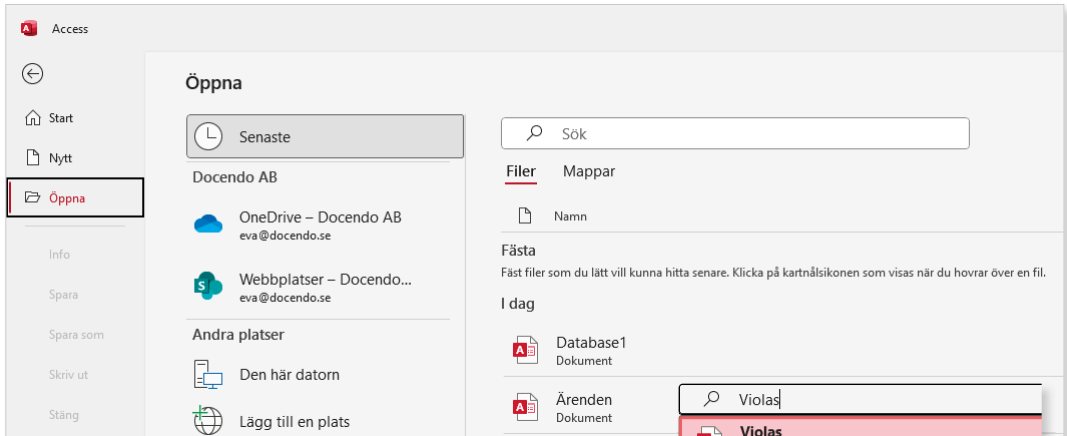 Access
Start
Nytt
Öppna
Info
Spara
Spara som
Skriv ut
Stäng
Öppna
Senaste
Docendo AB
OneDrive – Docendo AB
eva@docendo.se
Webbplatser – Docendo...
eva@docendo.se
Andra platser
Den här datorn
Lägg till en plats
Sök
Filer Mappar
Namn
Fästa
Fäst filer som du lätt vill kunna hitta senare. Klicka på kartnålsikonen som visas när du hovrar över en fil.
I dag
Database1
Dokument
Ärenden
Dokument
Violas
Violas